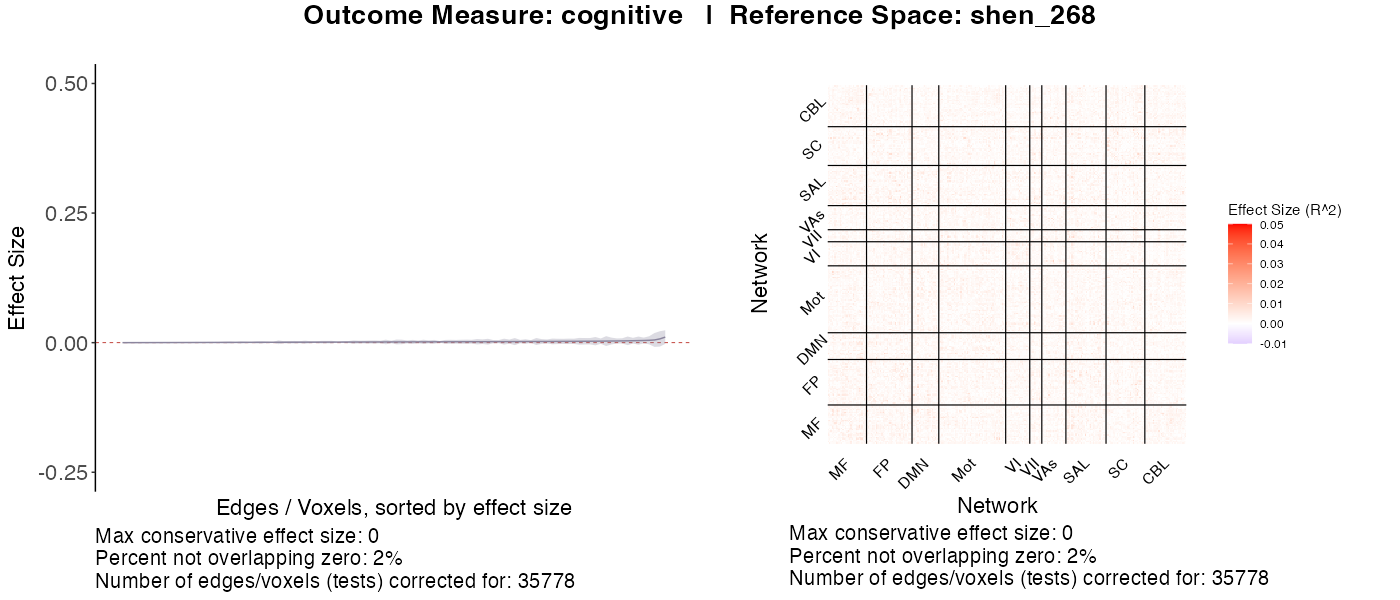 Outcome Measure: cognitive | Reference Space: shen_268
0.50
0.25
0.00
-0.25
Effect Size
Edges / Voxels, sorted by effect size
Max conservative effect size: 0
Percent not overlapping zero: 2%
Number of edges/voxels (tests) corrected for: 35778
CBL
SC
SAL
VAs
VII
VI
Mot
DMN
FP
MF
Network
MF
FP
DMN
Mot
VI
VII
VAs
SAL
SC
CBL
Network
Max conservative effect size: 0
Percent not overlapping zero: 2%
Number of edges/voxels (tests) corrected for: 35778
Effect Size (R^2)
0.05
0.04
0.03
0.02
0.01
0.00
-0.01